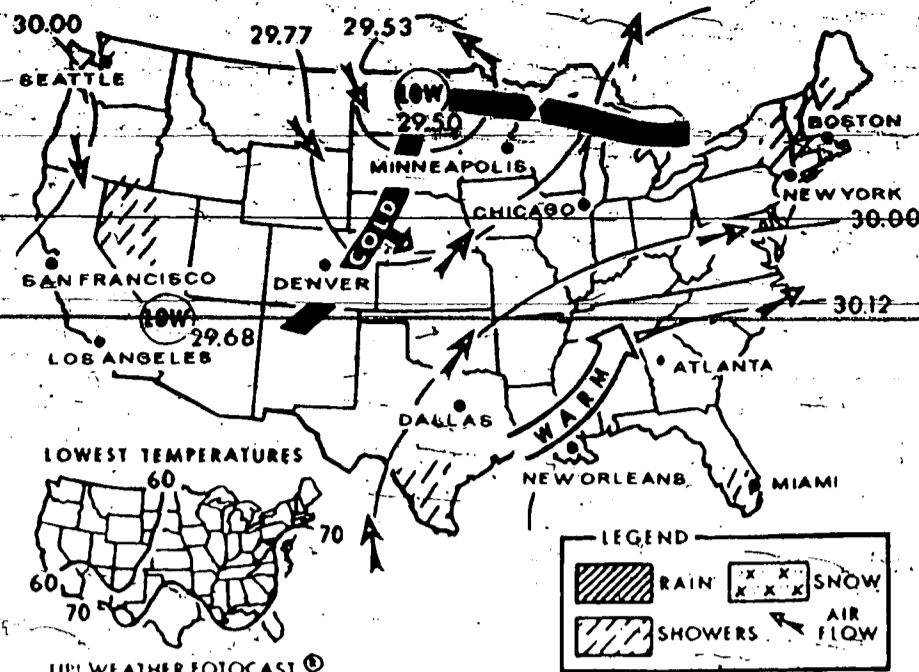 30.00
29.77
29.53
SEATTLE
LOW
29.50
MINNEAPOLIS
BOSTON
NEW YORK
CHICAGO
30.00
COLD
SAN FRANCISCO
DENVER
LOW
29.68
30.12
LOS ANGELES
ATLANTA
WARM
DALLAS
LOWEST TEMPERATURES
60
NEW ORLEANS
MIAMI
70
60
70
LEGEND
RAIN
SNOW
SHOWERS
AIR
FLOW
UPI WEATHER FOTOCAST ®